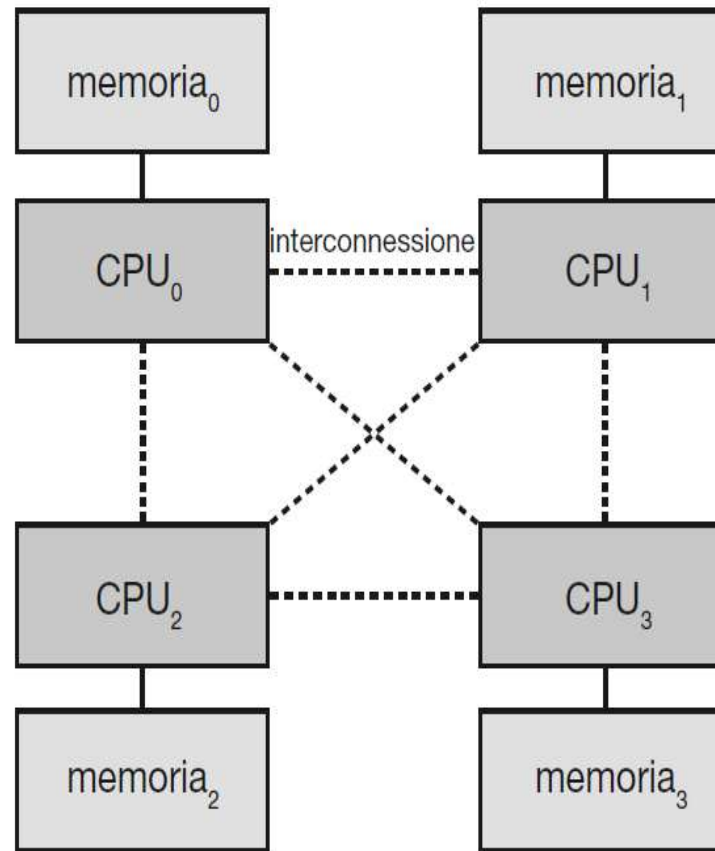 memoria₀
memoria₁
interconnessione
CPU₀
CPU₁
CPU₂
CPU₃
memoria₂
memoria₃